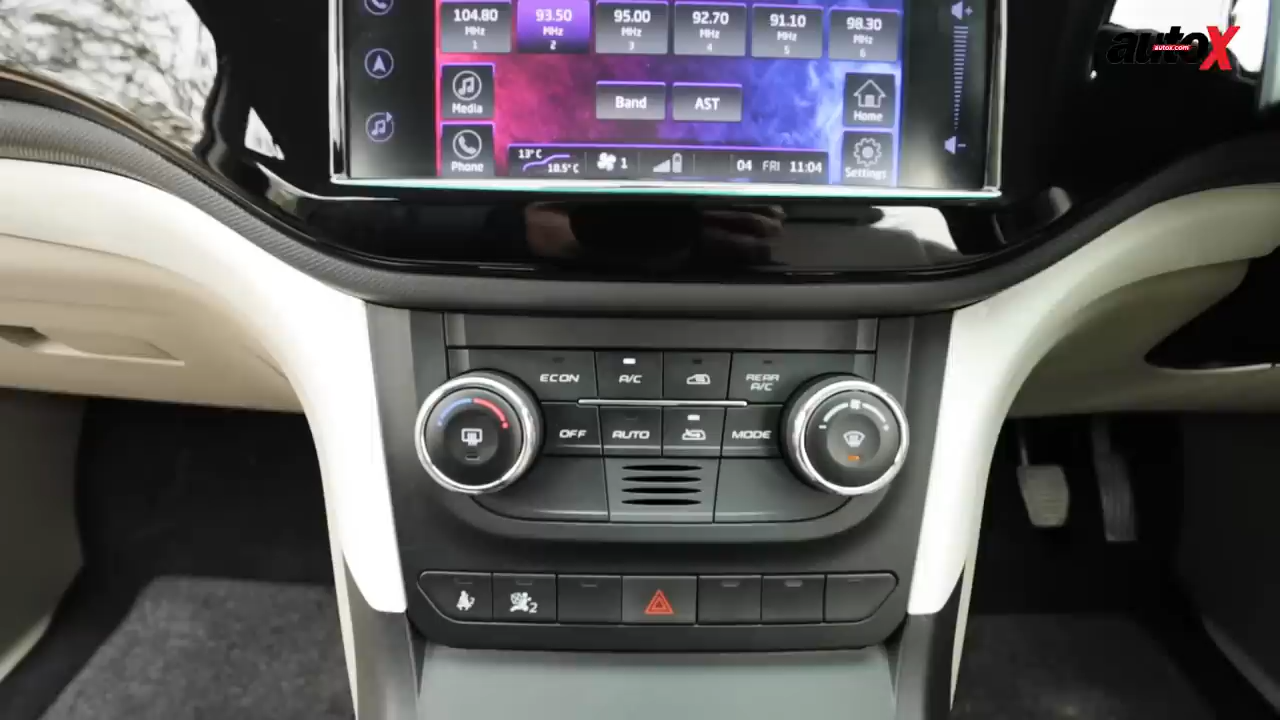 104.80 93.50 95.00 92.70 91.10 98.30
MHz MHz MHz MHz MHz MHz
1 2 3 4 5 6
autoX
autox.com
Media
Band AST
Home
Phone
13°C
18.5°C
1
04 FRI 11:04
Settings
ECON A/C REAR
A/C
OFF AUTO MODE
2